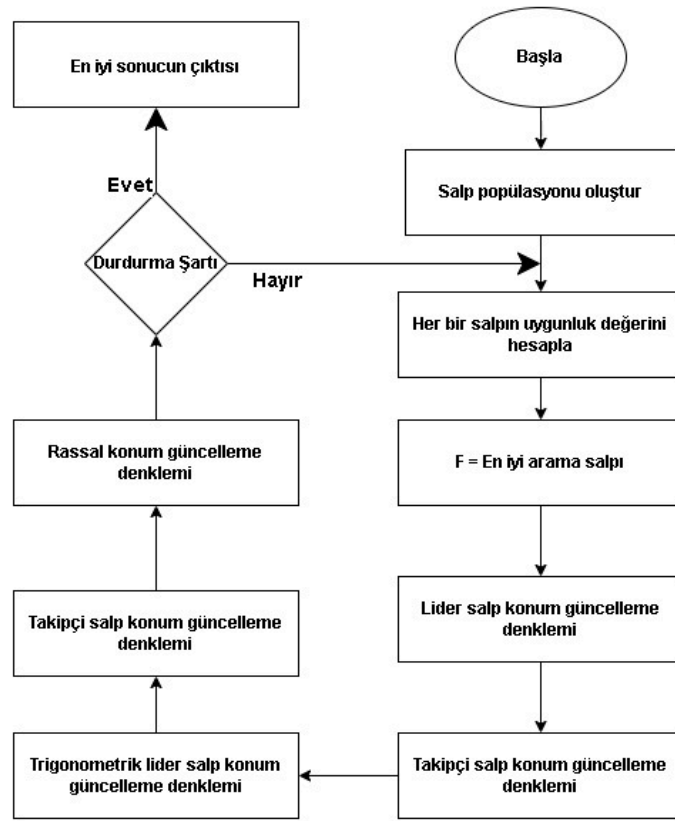 Başla
Salp popülasyonu oluştur
Her bir salpın uygunluk değerini
hesapla
F = En iyi arama salpı
Lider salp konum güncelleme
denklemi
Takipçi salp konum güncelleme
denklemi
Trigonometrik lider salp konum
güncelleme denklemi
Takipçi salp konum güncelleme
denklemi
Rassal konum güncelleme
denklemi
Durdurma Şartı
Hayır
Evet
En iyi sonucun çıktısı